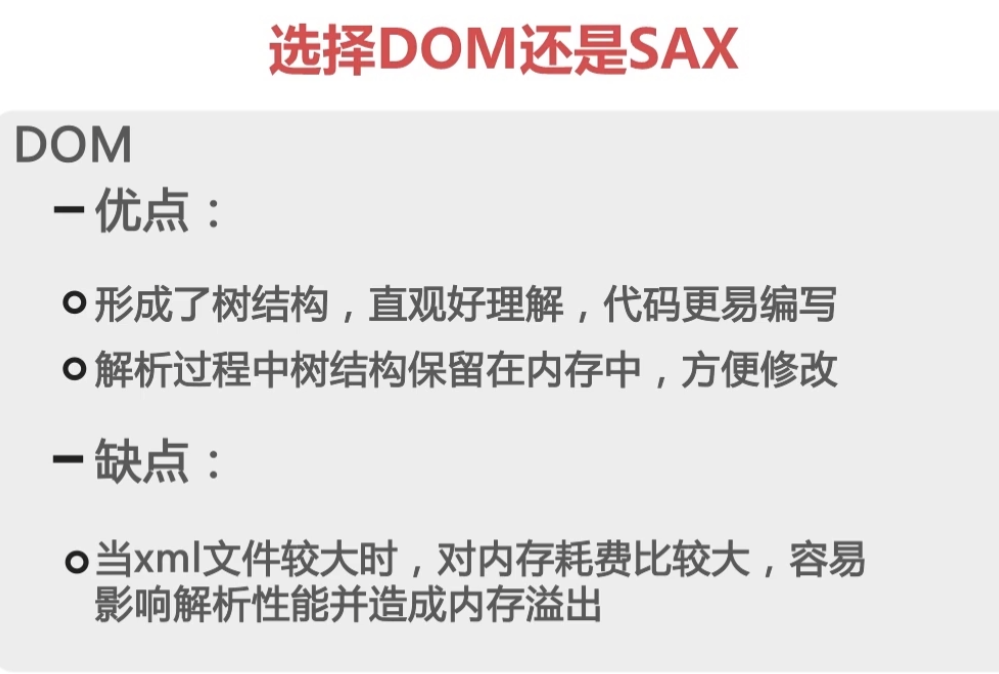 选择DOM还是SAX
DOM
– 优点：
形成了树结构，直观好理解，代码更易编写
解析过程中树结构保留在内存中，方便修改
– 缺点：
当xml文件较大时，对内存耗费比较大，容易
影响解析性能并造成内存溢出